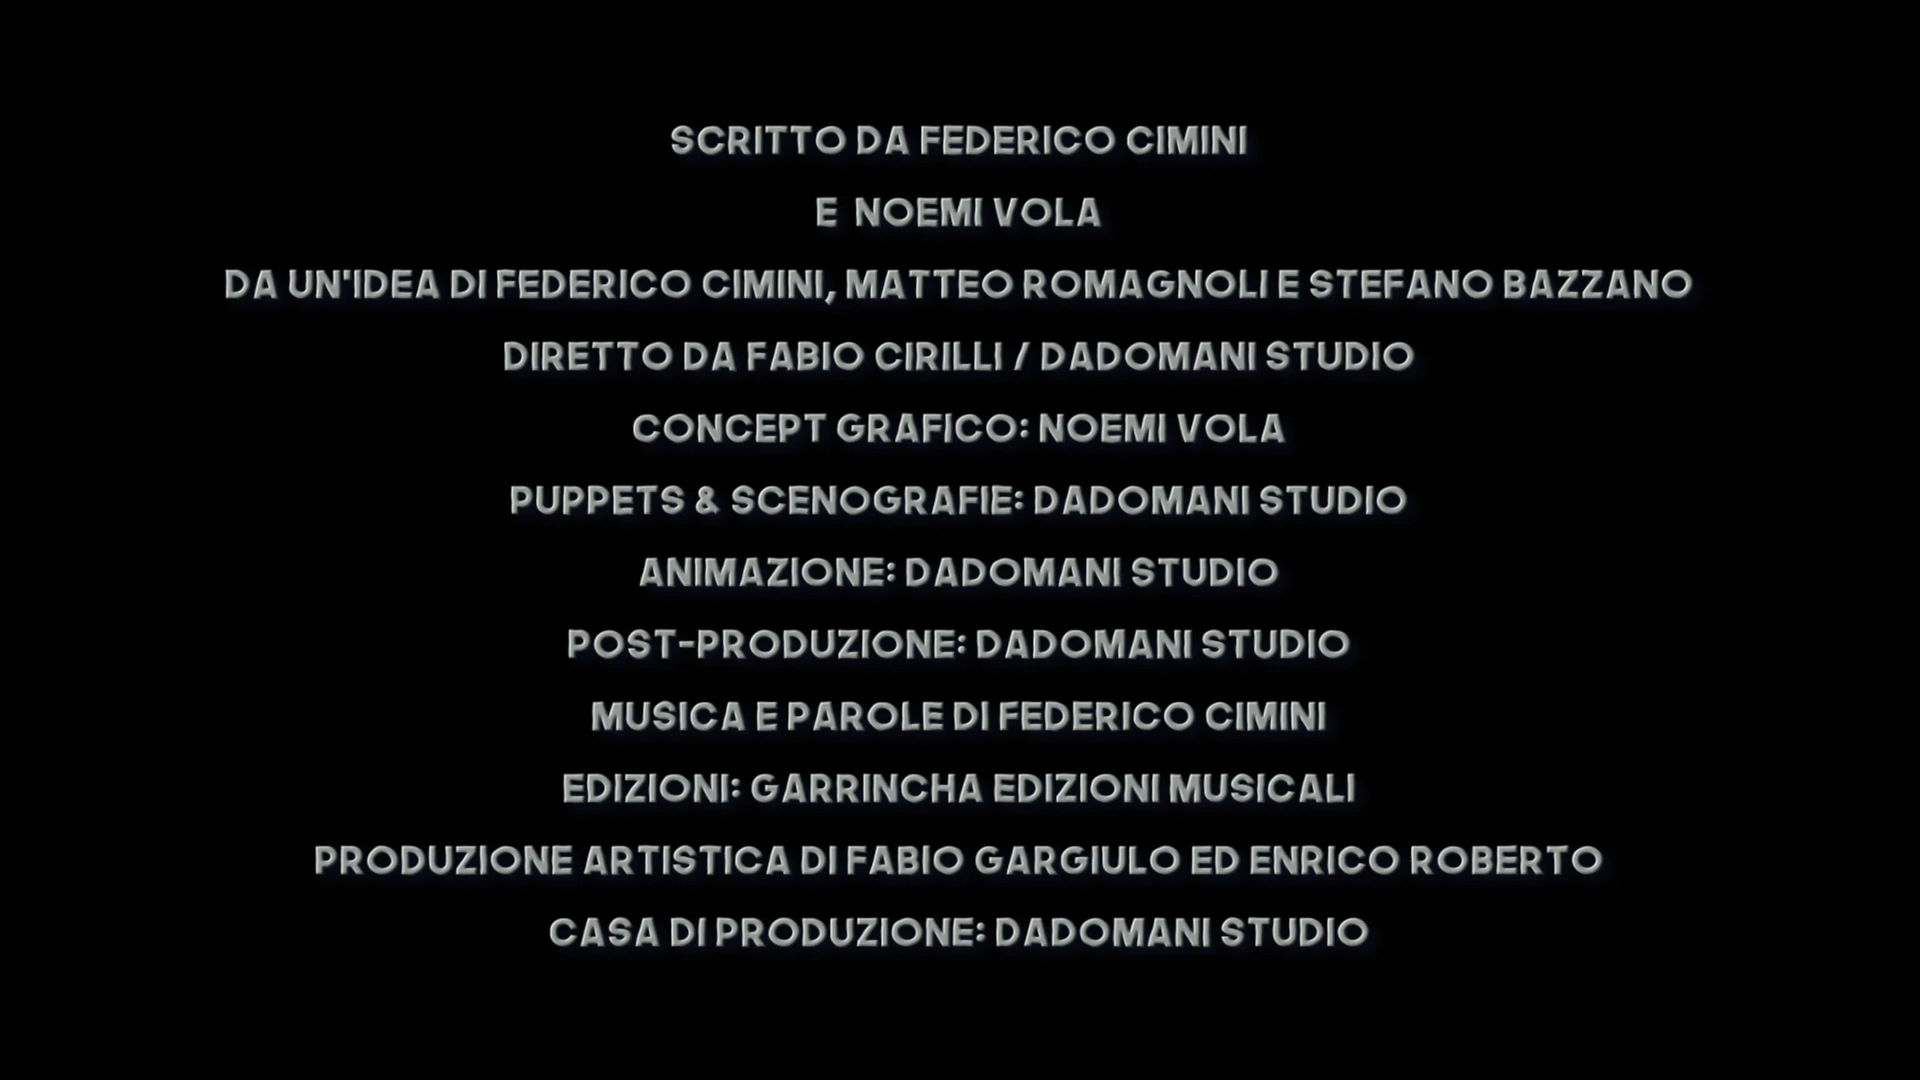 SCRITTO DA FEDERICO CIMINI
E NOEMI VOLA
DA UN'IDEA DI FEDERICO CIMINI, MATTEO ROMAGNOLI E STEFANO BAZZANO
DIRETTO DA FABIO CIRILLI / DADOMANI STUDIO
CONCEPT GRAFICO: NOEMI VOLA
PUPPETS & SCENOGRAFIE: DADOMANI STUDIO
ANIMAZIONE: DADOMANI STUDIO
POST-PRODUZIONE: DADOMANI STUDIO
MUSICA E PAROLE DI FEDERICO CIMINI
EDIZIONI: GARRINCHA EDIZIONI MUSICALI
PRODUZIONE ARTISTICA DI FABIO GARGIULO ED ENRICO ROBERTO
CASA DI PRODUZIONE: DADOMANI STUDIO